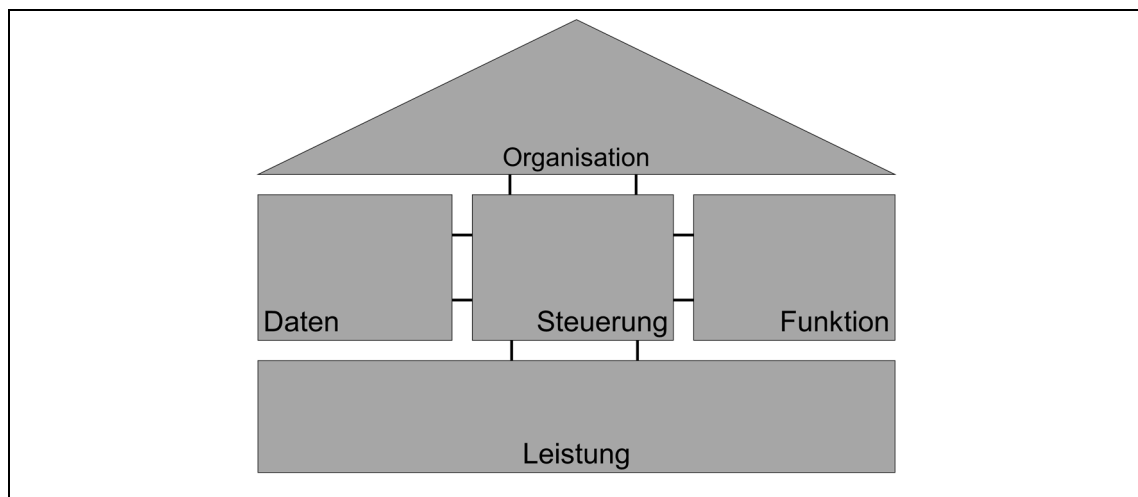 Organisation
Daten
Steuerung
Funktion
Leistung